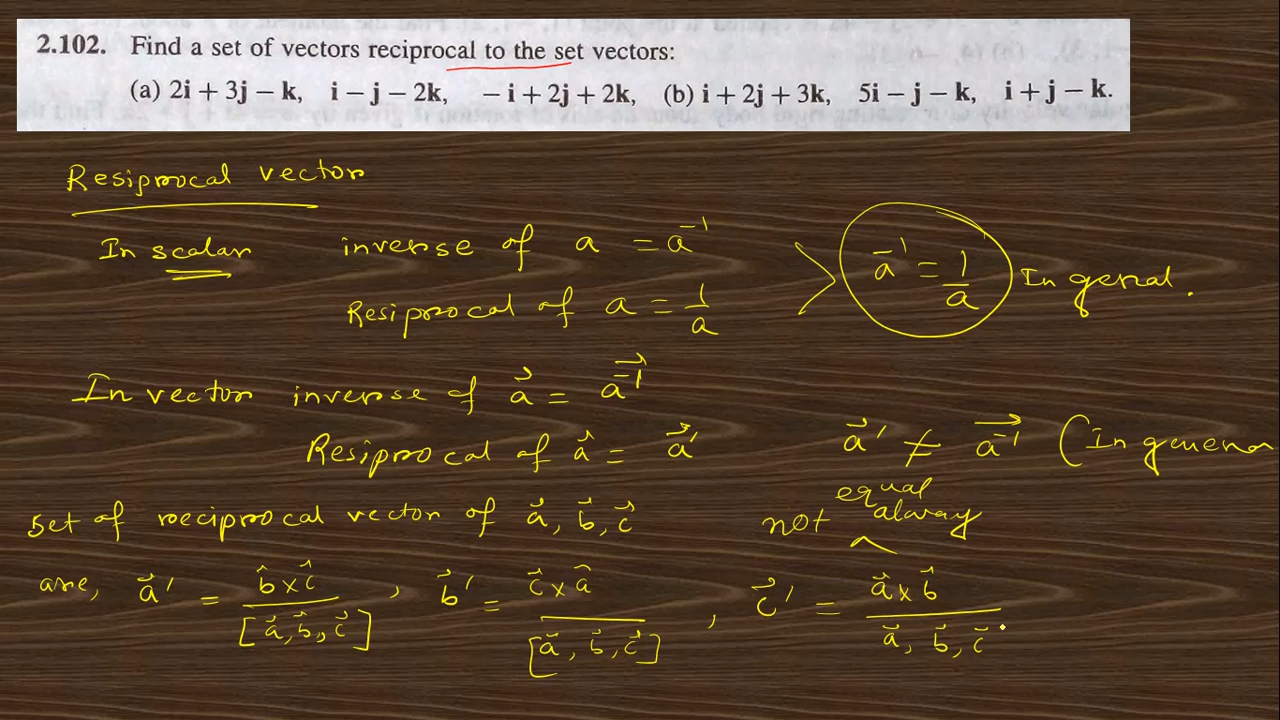 2.102. Find a set of vectors reciprocal to the set vectors:
(a) 2i + 3j − k, i − j − 2k, − i + 2j + 2k, (b) i + 2j + 3k, 5i − j − k, i + j − k.
Resiprocal vector
In scalar inverse of a = a⁻¹
Resiprocal of a = 1/a
a⁻¹ = 1/a In genal.
In vector inverse of a⃗ = a⃗⁻¹
Resiprocal of a⃗ = a⃗′ a⃗′ ≠ a⃗⁻¹ (In genera
equal
Set of reciprocal vector of a⃗, b⃗, c⃗ not alway
are, a⃗′ = b⃗×c⃗/[a⃗, b⃗, c⃗], b⃗′ = c⃗×a⃗/[a⃗, b⃗, c⃗], c⃗′ = a⃗×b⃗/a⃗, b⃗, c⃗